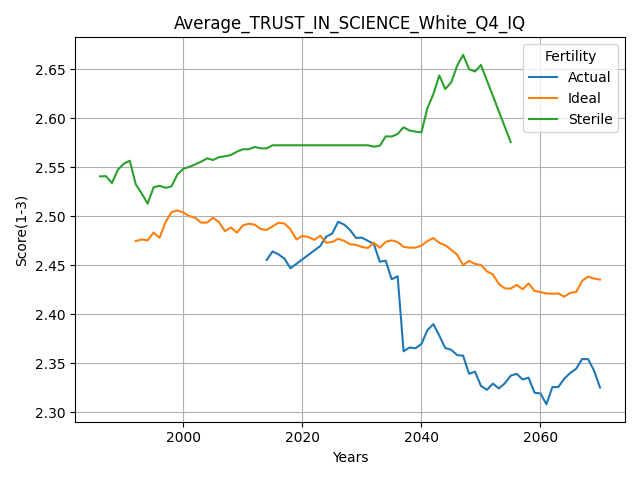 Average_TRUST_IN_SCIENCE_White_Q4_IQ
Fertility
Actual
Ideal
Sterile
Score(1-3)
2.65
2.60
2.55
2.50
2.45
2.40
2.35
2.30
2000
2020
2040
2060
Years